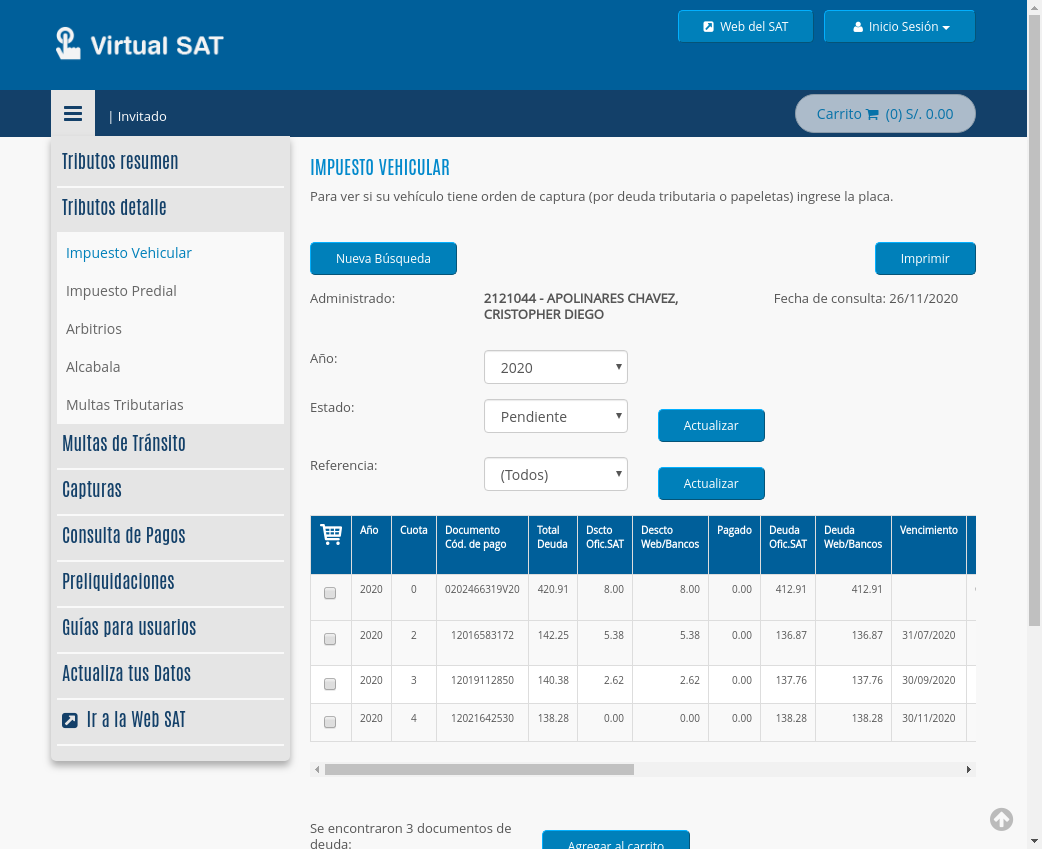 Web del SAT
Inicio Sesión
Virtual SAT
| Invitado
Carrito (0) S/. 0.00
Tributos resumen
Tributos detalle
Impuesto Vehicular
Impuesto Predial
Arbitrios
Alcabala
Multas Tributarias
Multas de Tránsito
Capturas
Consulta de Pagos
Preliquidaciones
Guías para usuarios
Actualiza tus Datos
Ir a la Web SAT
IMPUESTO VEHICULAR
Para ver si su vehículo tiene orden de captura (por deuda tributaria o papeletas) ingrese la placa.
Nueva Búsqueda
Imprimir
Administrado:
2121044 - APOLINARES CHAVEZ,
CRISTOPHER DIEGO
Fecha de consulta: 26/11/2020
Año:
2020
Estado:
Pendiente
Actualizar
Referencia:
(Todos)
Actualizar
Año Cuota Documento Total Dscto Descto Pagado Deuda Deuda Vencimiento
Cód. de pago Deuda Ofic.SAT Web/Bancos Ofic.SAT Web/Bancos
2020 0 0202466319V20 420.91 8.00 8.00 0.00 412.91 412.91
2020 2 12016583172 142.25 5.38 5.38 0.00 136.87 136.87 31/07/2020
2020 3 12019112850 140.38 2.62 2.62 0.00 137.76 137.76 30/09/2020
2020 4 12021642530 138.28 0.00 0.00 0.00 138.28 138.28 30/11/2020
Se encontraron 3 documentos de
deuda:
Agregar al carrito